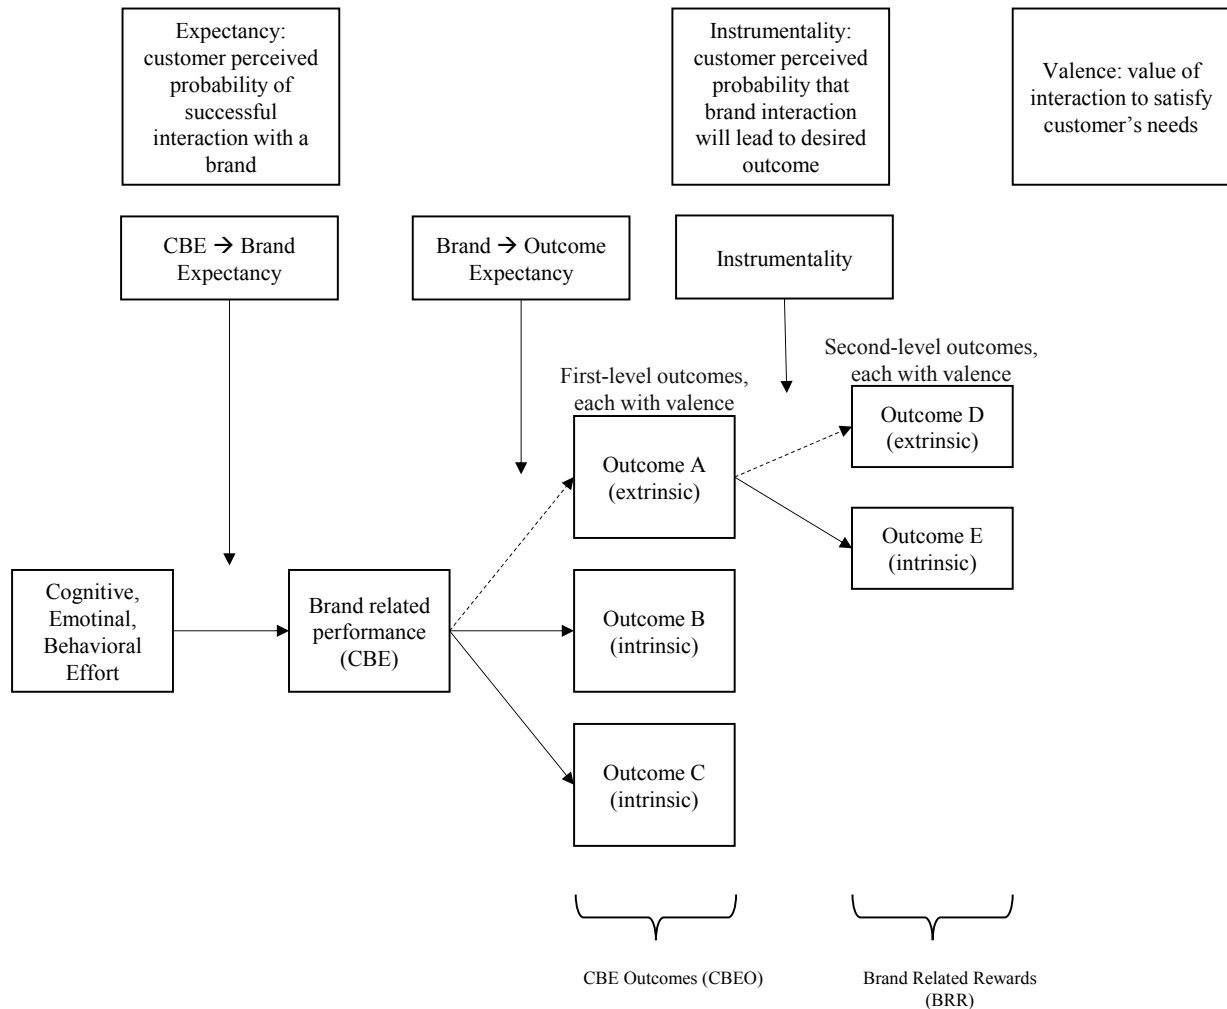 Expectancy:
customer perceived
probability of
successful
interaction with a
brand
Instrumentality:
customer perceived
probability that
brand interaction
will lead to desired
outcome
Valence: value of
interaction to satisfy
customer’s needs
CBE → Brand
Expectancy
Brand → Outcome
Expectancy
Instrumentality
First-level outcomes,
each with valence
Second-level outcomes,
each with valence
Outcome A
(extrinsic)
Outcome D
(extrinsic)
Outcome E
(intrinsic)
Cognitive,
Emotinal,
Behavioral
Effort
Brand related
performance
(CBE)
Outcome B
(intrinsic)
Outcome C
(intrinsic)
CBE Outcomes (CBEO)
Brand Related Rewards
(BRR)